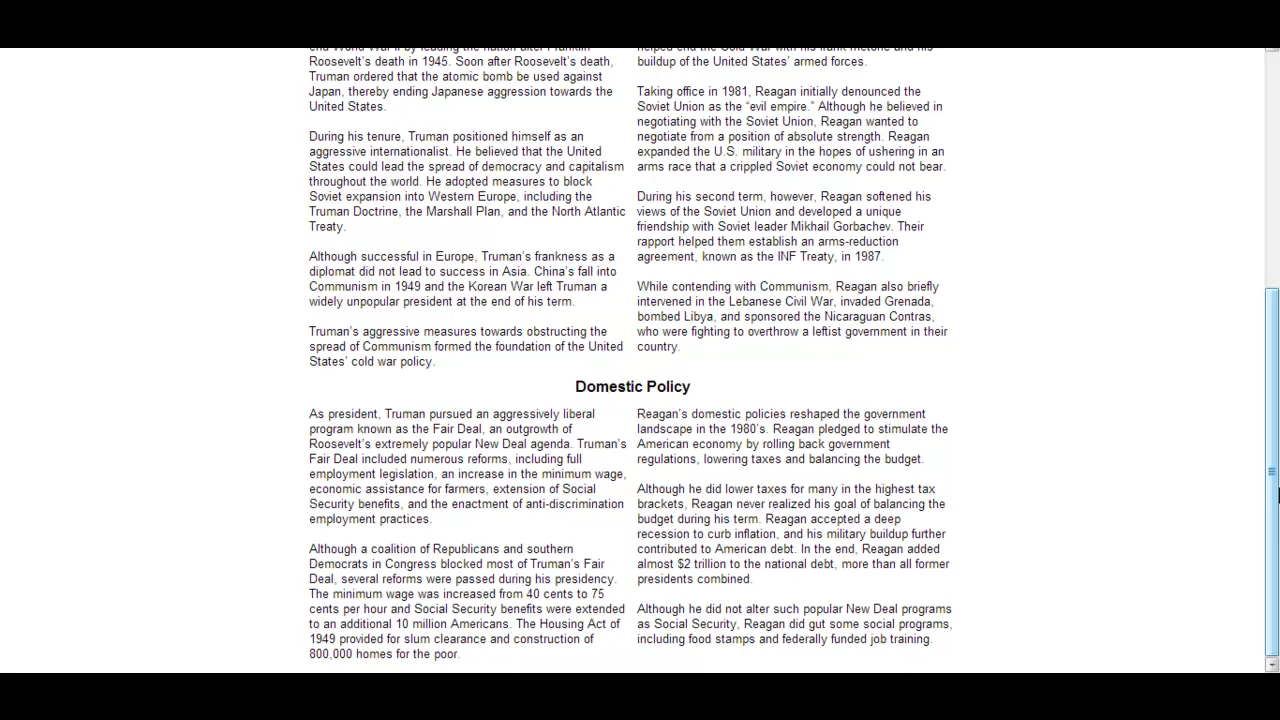 end World War II by leading the nation after Franklin
Roosevelt's death in 1945. Soon after Roosevelt's death,
Truman ordered that the atomic bomb be used against
Japan, thereby ending Japanese aggression towards the
United States.
During his tenure, Truman positioned himself as an
aggressive internationalist. He believed that the United
States could lead the spread of democracy and capitalism
throughout the world. He adopted measures to block
Soviet expansion into Western Europe, including the
Truman Doctrine, the Marshall Plan, and the North Atlantic
Treaty.
Although successful in Europe, Truman's frankness as a
diplomat did not lead to success in Asia. China's fall into
Communism in 1949 and the Korean War left Truman a
widely unpopular president at the end of his term.
Truman's aggressive measures towards obstructing the
spread of Communism formed the foundation of the United
States' cold war policy.
helped end the Cold War with his frank rhetoric and his
buildup of the United States' armed forces.
Taking office in 1981, Reagan initially denounced the
Soviet Union as the “evil empire.” Although he believed in
negotiating with the Soviet Union, Reagan wanted to
negotiate from a position of absolute strength. Reagan
expanded the U.S. military in the hopes of ushering in an
arms race that a crippled Soviet economy could not bear.
During his second term, however, Reagan softened his
views of the Soviet Union and developed a unique
friendship with Soviet leader Mikhail Gorbachev. Their
rapport helped them establish an arms-reduction
agreement, known as the INF Treaty, in 1987.
While contending with Communism, Reagan also briefly
intervened in the Lebanese Civil War, invaded Grenada,
bombed Libya, and sponsored the Nicaraguan Contras,
who were fighting to overthrow a leftist government in their
country.
Domestic Policy
As president, Truman pursued an aggressively liberal
program known as the Fair Deal, an outgrowth of
Roosevelt's extremely popular New Deal agenda. Truman's
Fair Deal included numerous reforms, including full
employment legislation, an increase in the minimum wage,
economic assistance for farmers, extension of Social
Security benefits, and the enactment of anti-discrimination
employment practices.
Although a coalition of Republicans and southern
Democrats in Congress blocked most of Truman's Fair
Deal, several reforms were passed during his presidency.
The minimum wage was increased from 40 cents to 75
cents per hour and Social Security benefits were extended
to an additional 10 million Americans. The Housing Act of
1949 provided for slum clearance and construction of
800,000 homes for the poor.
Reagan's domestic policies reshaped the government
landscape in the 1980's. Reagan pledged to stimulate the
American economy by rolling back government
regulations, lowering taxes and balancing the budget.
Although he did lower taxes for many in the highest tax
brackets, Reagan never realized his goal of balancing the
budget during his term. Reagan accepted a deep
recession to curb inflation, and his military buildup further
contributed to American debt. In the end, Reagan added
almost $2 trillion to the national debt, more than all former
presidents combined.
Although he did not alter such popular New Deal programs
as Social Security, Reagan did gut some social programs,
including food stamps and federally funded job training.